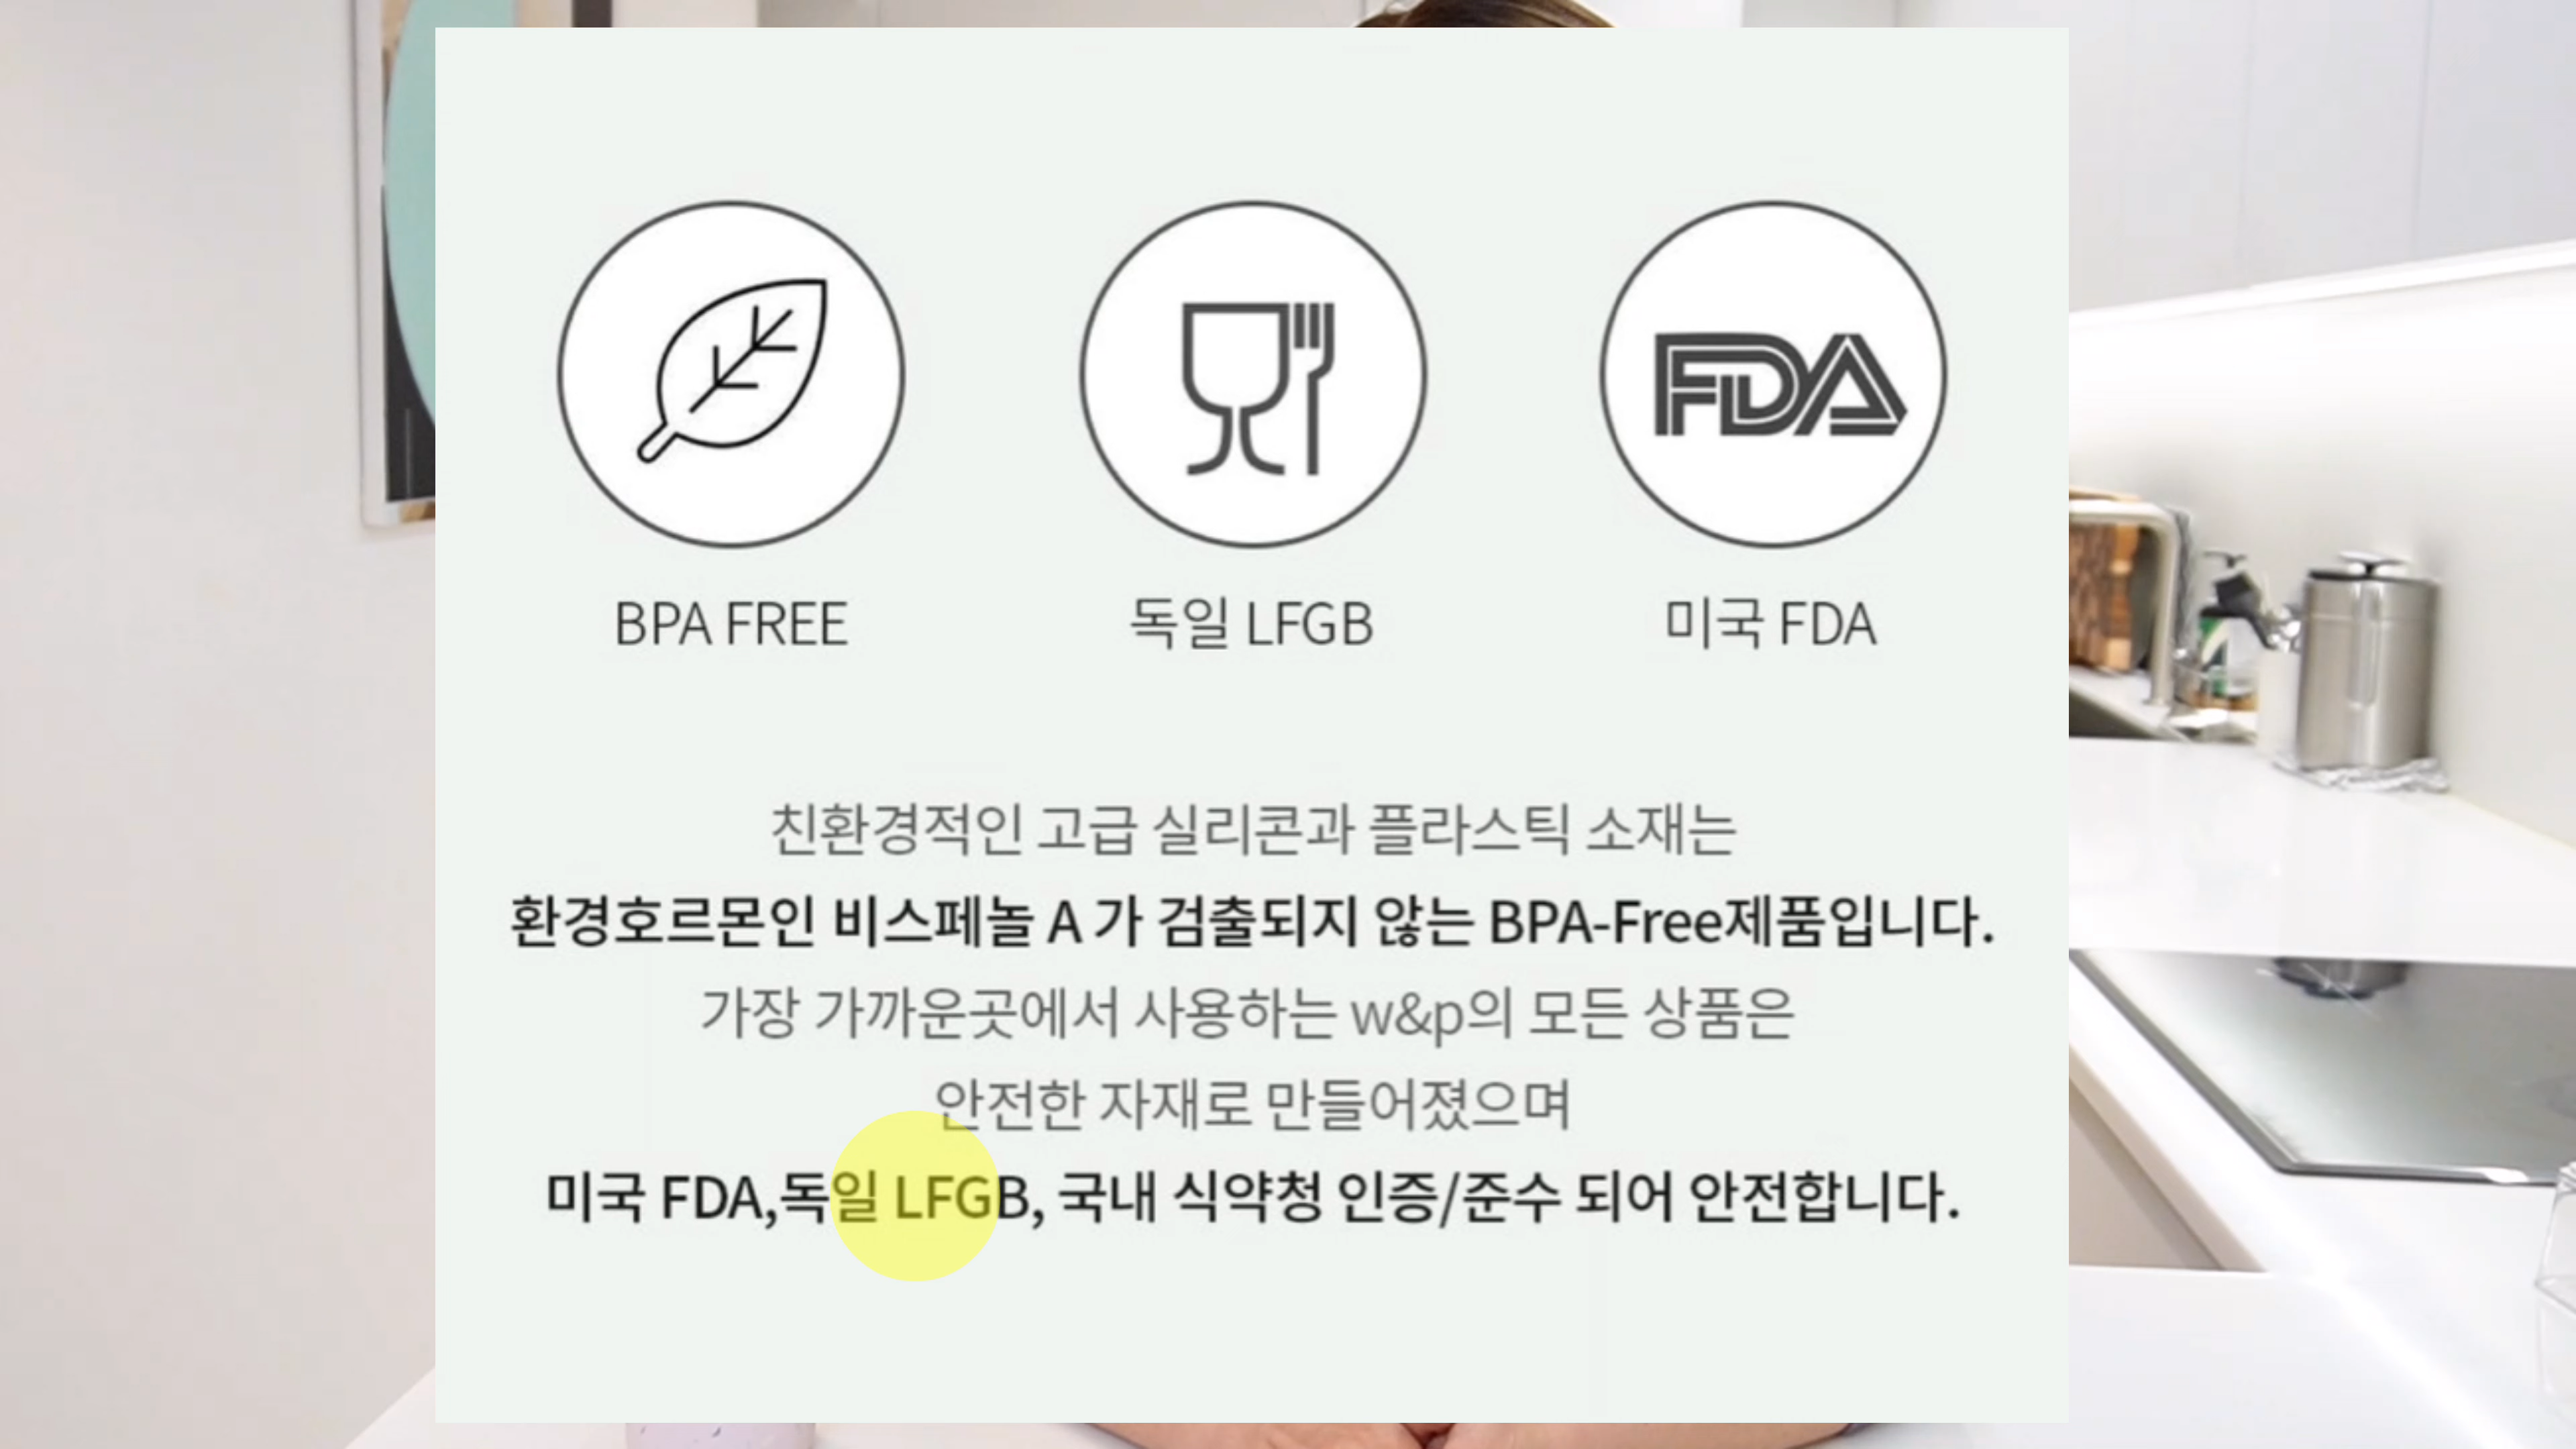 FDA
BPA FREE
독일 LFGB
미국 FDA
친환경적인 고급 실리콘과 플라스틱 소재는
환경호르몬인 비스페놀 A 가 검출되지 않는 BPA-Free제품입니다.
가장 가까운곳에서 사용하는 w&p의 모든 상품은
안전한 자재로 만들어졌으며
미국 FDA,독일 LFGB, 국내 식약청 인증/준수 되어 안전합니다.